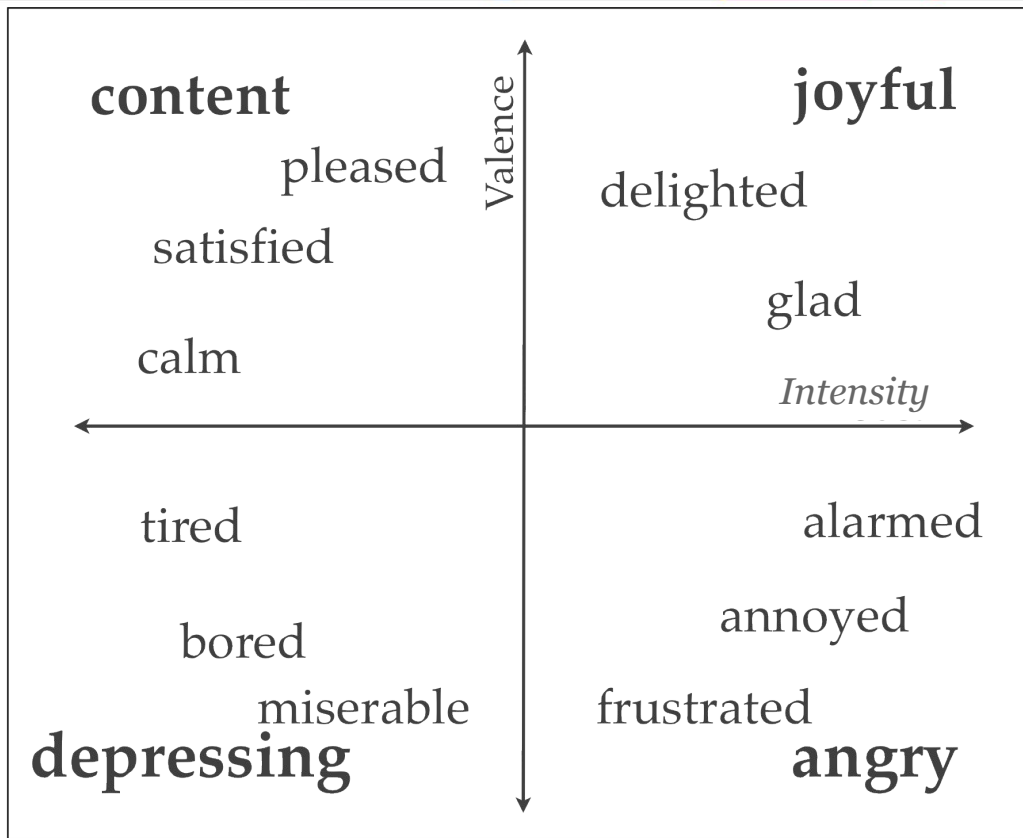 content
joyful
Valence
pleased
delighted
satisfied
glad
calm
Intensity
tired
alarmed
annoyed
bored
miserable
frustrated
depressing
angry